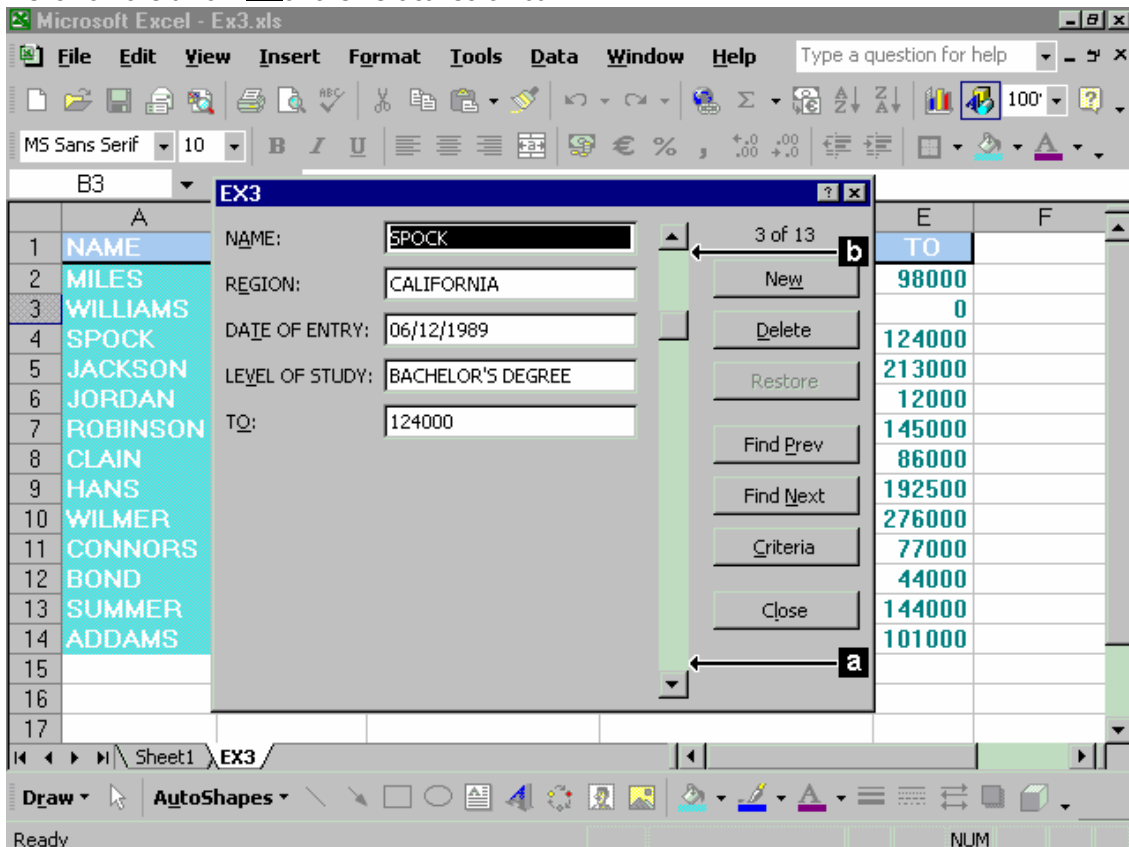 Microsoft Excel - Ex3.xls
File Edit View Insert Format Tools Data Window Help Type a question for help
ABC Σ A Z Z A 100 ?
MS Sans Serif 10 B I U € % , A
B3
A E F
EX3
NAME: SPOCK
REGION: CALIFORNIA
DATE OF ENTRY: 06/12/1989
LEVEL OF STUDY: BACHELOR'S DEGREE
TO: 124000
3 of 13
b
New
Delete
Restore
Find Prev
Find Next
Criteria
Close
a
1 NAME TO
2 MILES 98000
3 WILLIAMS 0
4 SPOCK 124000
5 JACKSON 213000
6 JORDAN 12000
7 ROBINSON 145000
8 CLAIN 86000
9 HANS 192500
10 WILMER 276000
11 CONNORS 77000
12 BOND 44000
13 SUMMER 144000
14 ADDAMS 101000
15
16
17
Sheet1 EX3
Draw AutoShapes A
Ready NUM